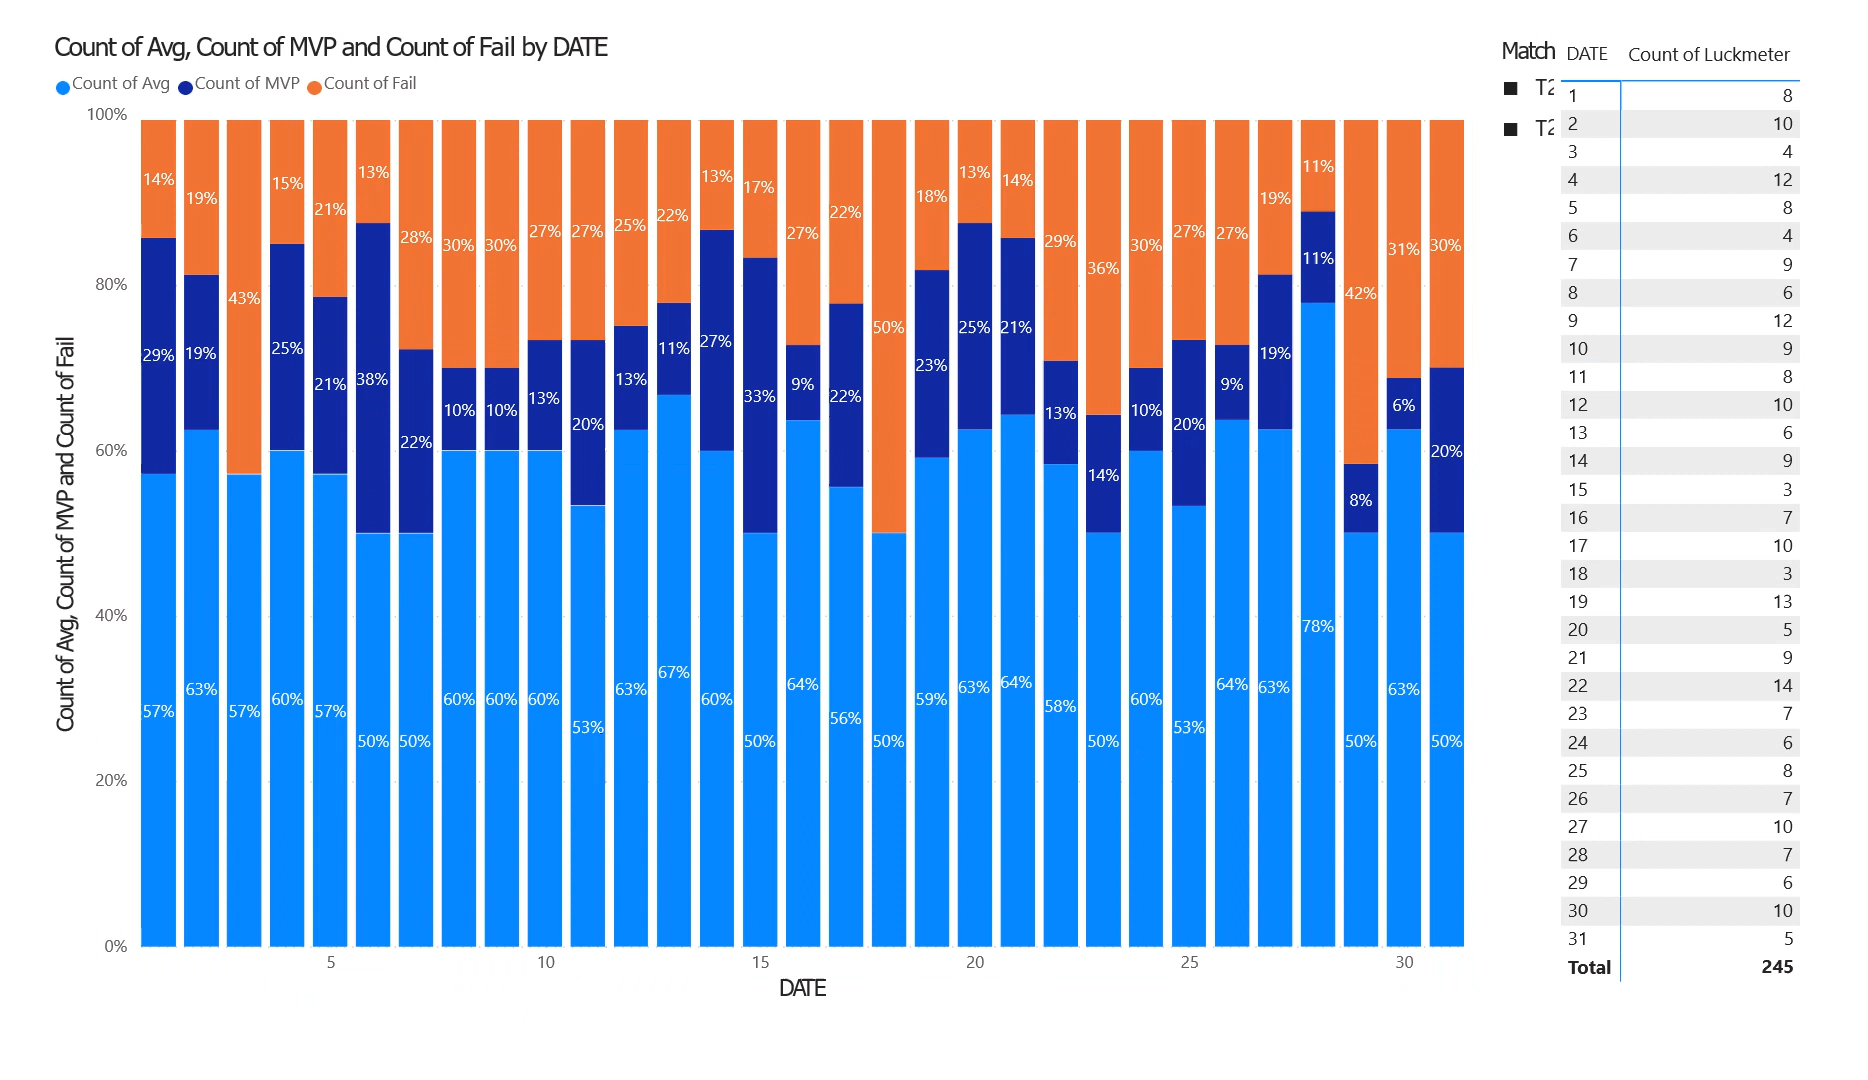 Count of Avg, Count of MVP and Count of Fail by DATE
Count of Avg Count of MVP Count of Fail
100%
80%
60%
40%
20%
0%
Count of Avg, Count of MVP and Count of Fail
14% 19% 43% 15% 21% 13% 28% 30% 30% 27% 27% 25% 22% 13% 17% 27% 22% 50% 18% 13% 14% 29% 36% 30% 27% 27% 19% 11% 42% 31% 30%
29% 19% 25% 21% 38% 22% 10% 10% 13% 20% 13% 11% 27% 33% 9% 22% 23% 25% 21% 13% 14% 10% 20% 9% 19% 11% 8% 6% 20%
57% 63% 57% 60% 57% 50% 50% 60% 60% 60% 53% 63% 67% 60% 50% 64% 56% 50% 59% 63% 64% 58% 50% 60% 53% 64% 63% 78% 50% 63% 50%
5 10 15 20 25 30
DATE
Match
T2
T2
DATE Count of Luckmeter
1 8
2 10
3 4
4 12
5 8
6 4
7 9
8 6
9 12
10 9
11 8
12 10
13 6
14 9
15 3
16 7
17 10
18 3
19 13
20 5
21 9
22 14
23 7
24 6
25 8
26 7
27 10
28 7
29 6
30 10
31 5
Total 245